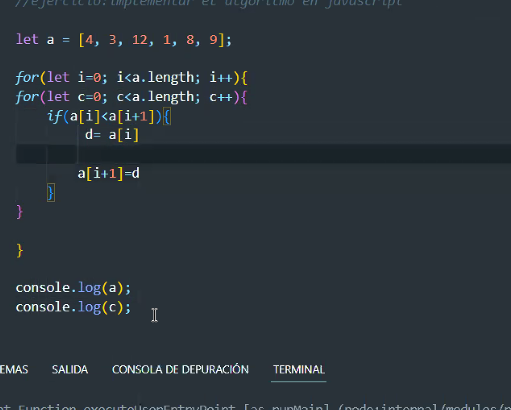 //ejercicio:implementar el algoritmo en javascript
let a = [4, 3, 12, 1, 8, 9];
for(let i=0; i<a.length; i++){
for(let c=0; c<a.length; c++){
if(a[i]<a[i+1]){
d= a[i]
a[i+1]=d
}
}
}
console.log(a);
console.log(c);
EMAS SALIDA CONSOLA DE DEPURACIÓN TERMINAL
at Function.executeUserEntryPoint [as runMain] (node:internal/modules/